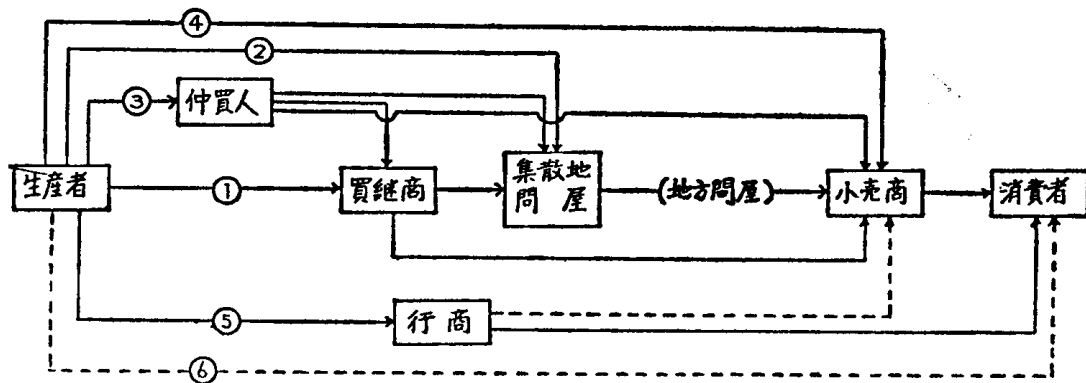 ④
②
③
仲買人
生産者
①
買継商
集散地
問屋
(地方問屋)
小売商
消費者
⑤
行商
⑥